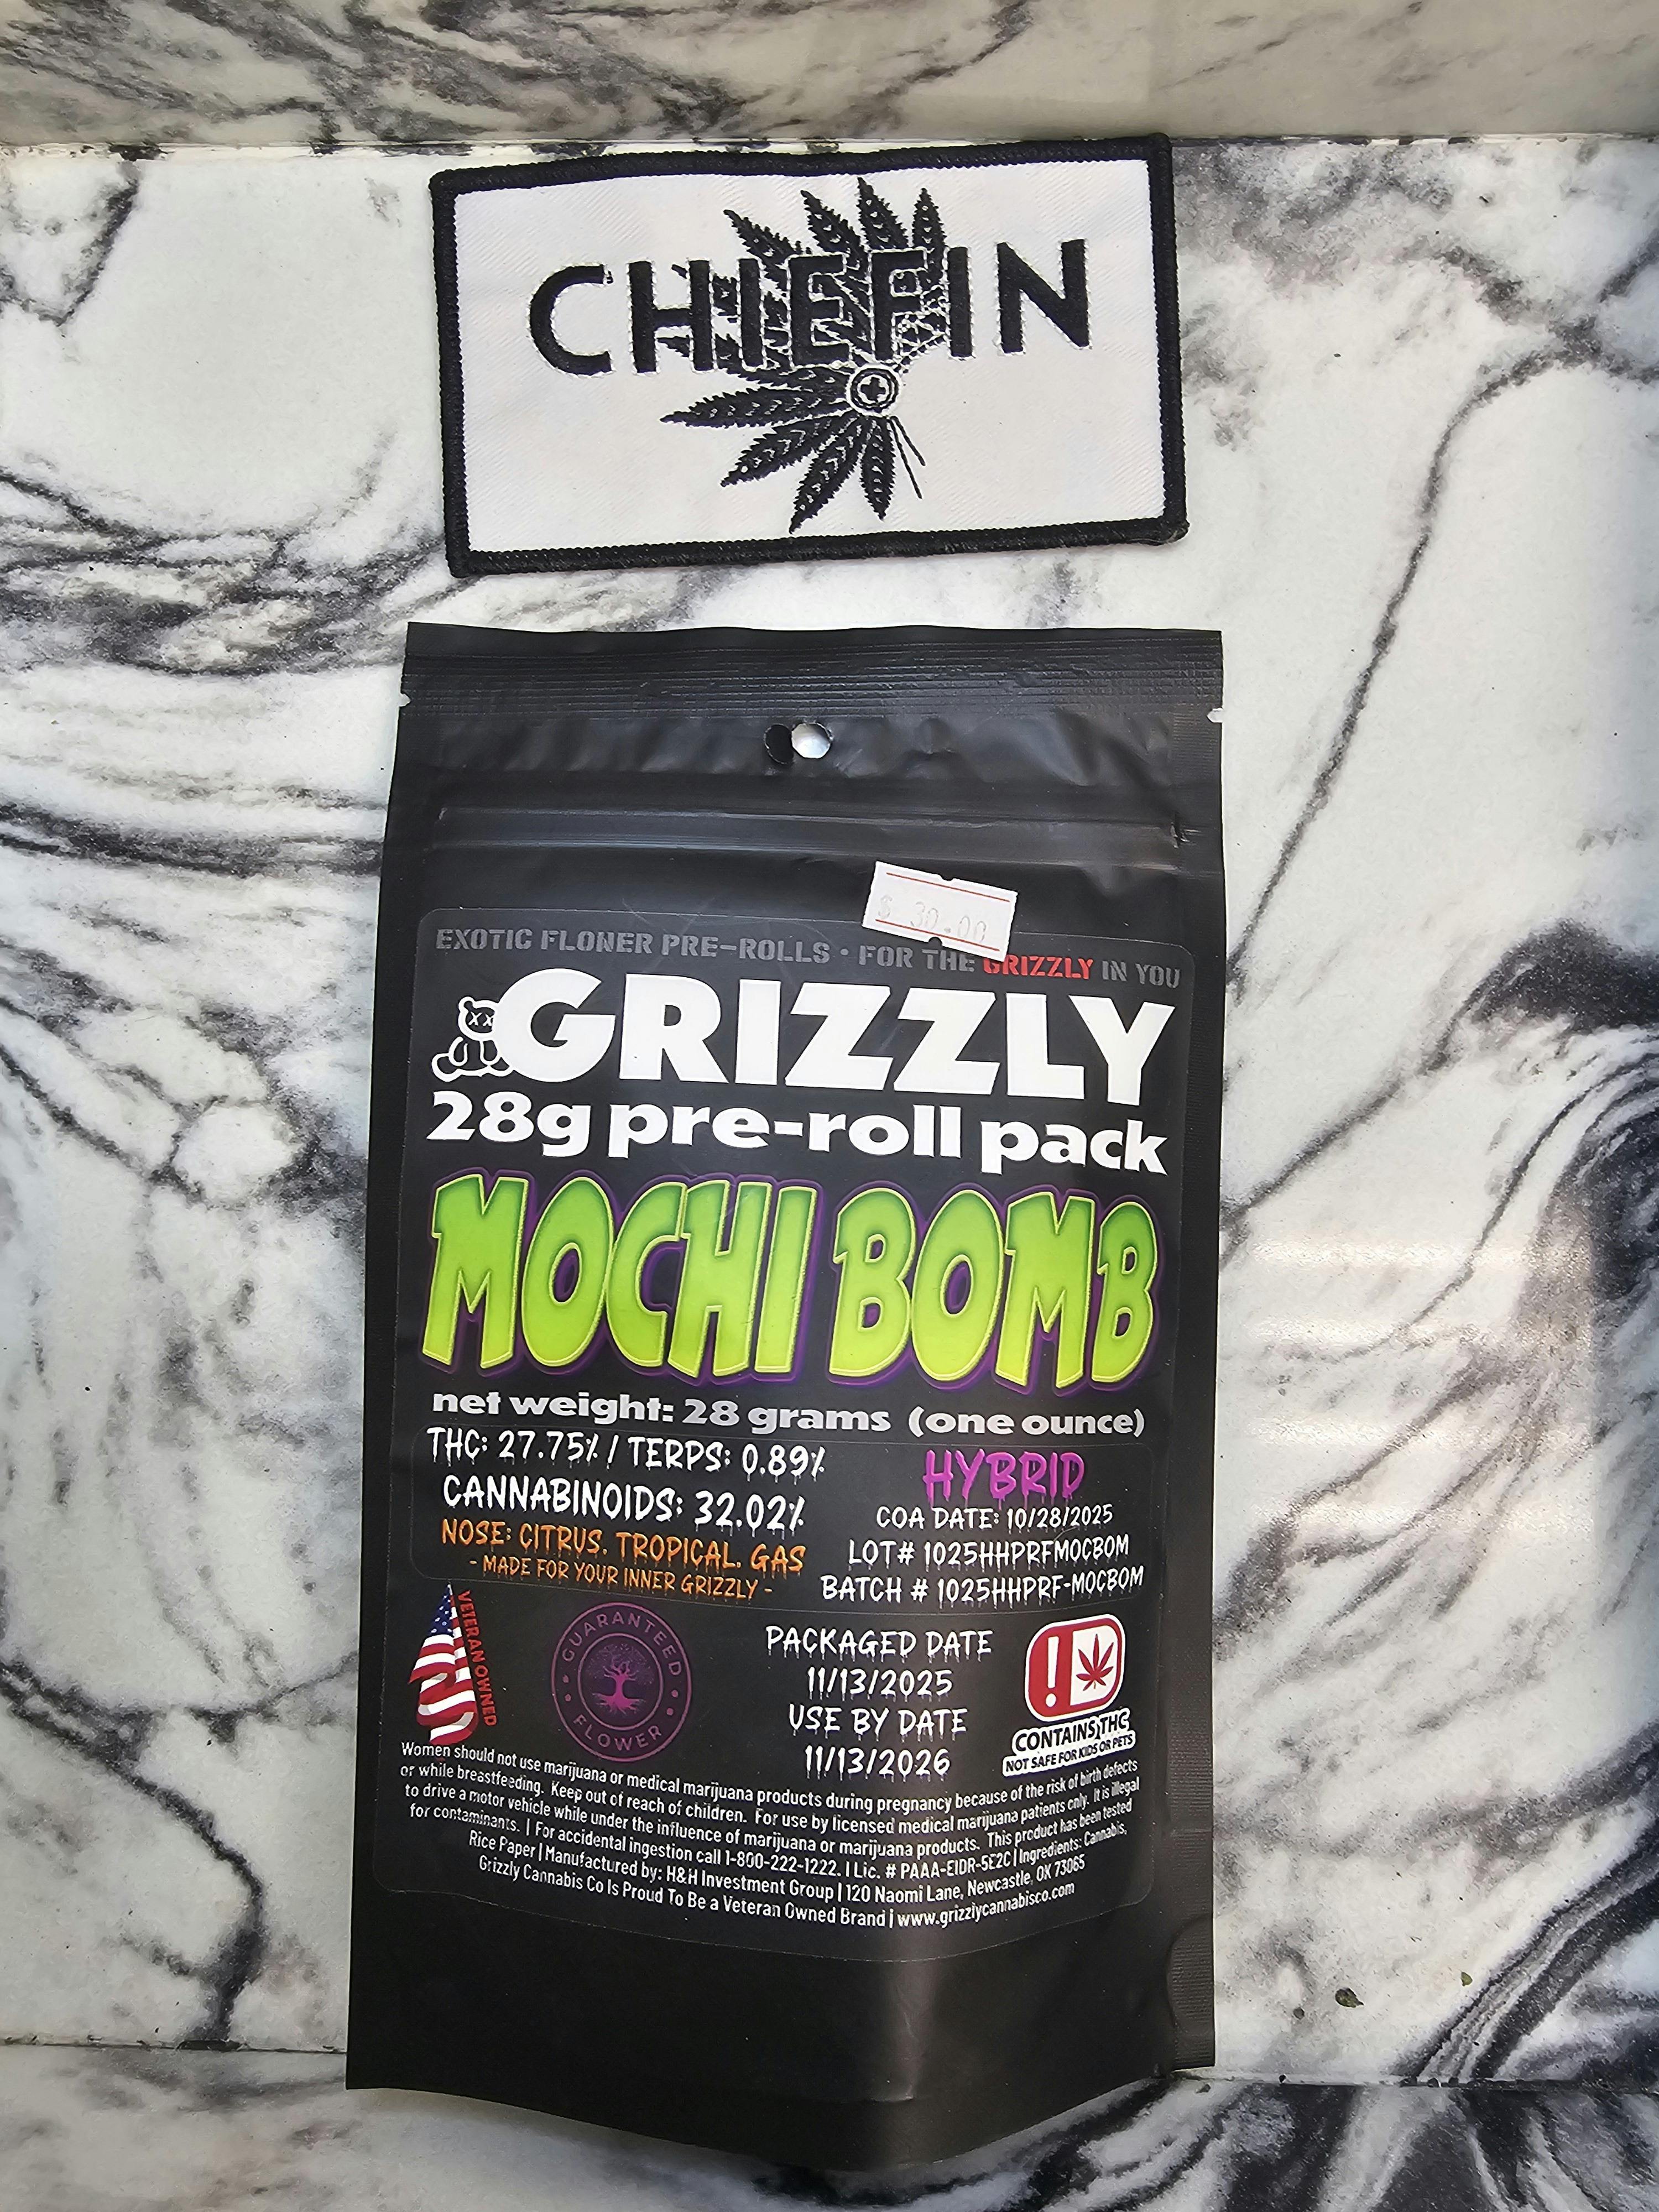 CHIEFIN
$ 30.00
EXOTIC FLONER PRE-ROLLS • FOR THE GRIZZLY IN YOU
GRIZZLY
28g pre-roll pack
MOCHI BOMB
net weight: 28 grams (one ounce)
THC: 27.75% / TERPS: 0.89%
CANNABINOIDS: 32.02%
NOSE: CITRUS. TROPICAL. GAS
- MADE FOR YOUR INNER GRIZZLY -
HYBRID
COA DATE: 10/28/2025
LOT# 1025HHPRFMOCBOM
BATCH # 1025HHPRF-MOCBOM
VETERAN OWNED
GUARANTEED
FLOWER
PACKAGED DATE
11/13/2025
USE BY DATE
11/13/2026
!
CONTAINS THC
NOT SAFE FOR KIDS OR PETS
Women should not use marijuana or medical marijuana products during pregnancy because of the risk of birth defects
or while breastfeeding. Keep out of reach of children. For use by licensed medical marijuana patients only. It is illegal
to drive a motor vehicle while under the influence of marijuana or marijuana products. This product has been tested
for contaminants. | For accidental ingestion call 1-800-222-1222. | Lic. # PAAA-EIDR-5E2C | Ingredients: Cannabis,
Rice Paper | Manufactured by: H&H Investment Group | 120 Naomi Lane, Newcastle, OK 73065
Grizzly Cannabis Co Is Proud To Be a Veteran Owned Brand | www.grizzlycannabisco.com